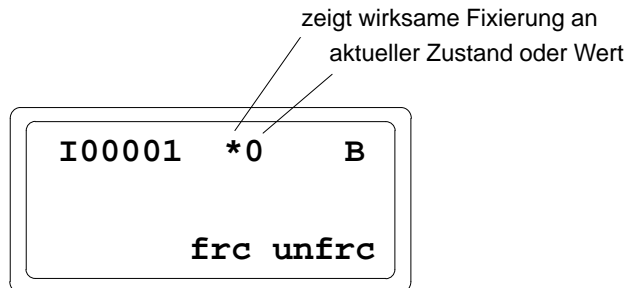 zeigt wirksame Fixierung an
aktueller Zustand oder Wert
I00001 *0 B
frc unfrc